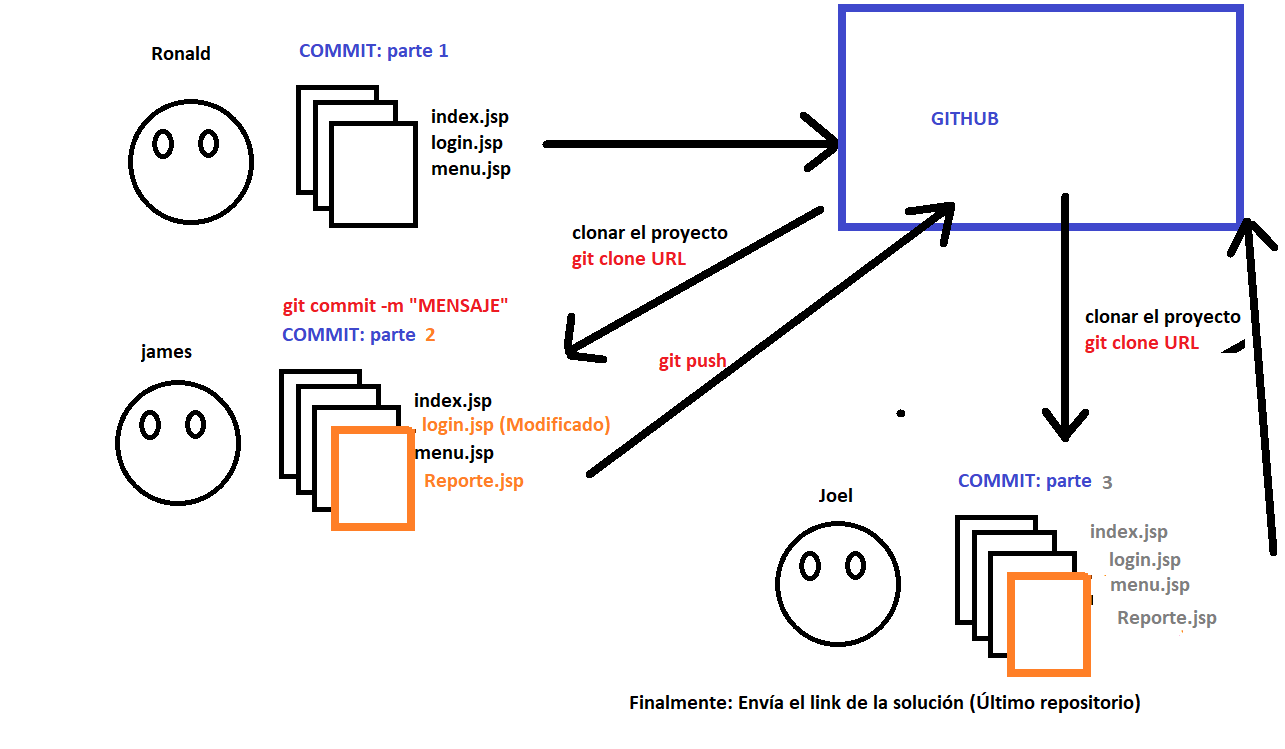 Ronald
COMMIT: parte 1
index.jsp
login.jsp
menu.jsp
GITHUB
clonar el proyecto
git clone URL
git commit -m "MENSAJE"
COMMIT: parte 2
james
index.jsp
login.jsp (Modificado)
menu.jsp
Reporte.jsp
git push
clonar el proyecto
git clone URL
Joel
COMMIT: parte 3
index.jsp
login.jsp
menu.jsp
Reporte.jsp
Finalmente: Envía el link de la solución (Último repositorio)